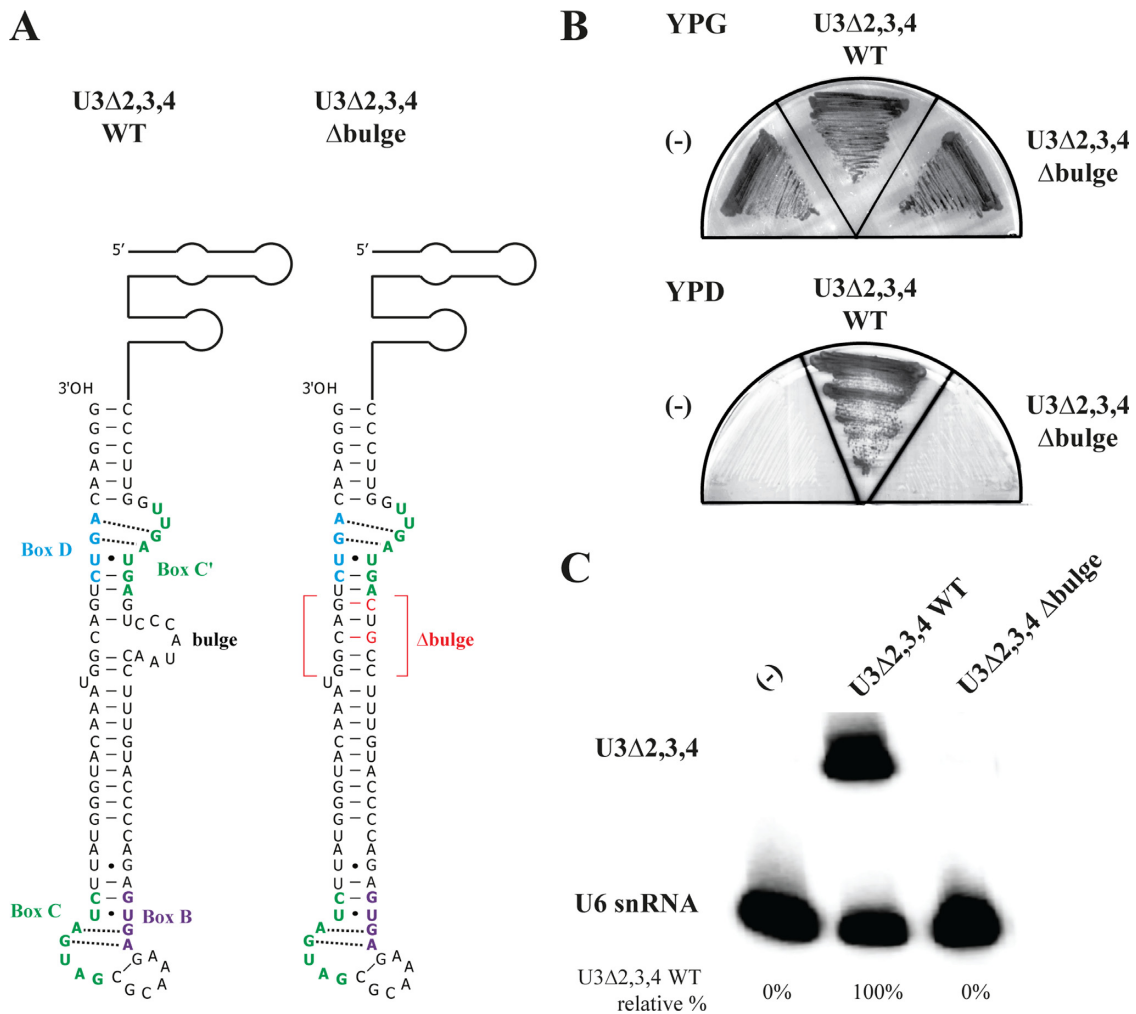 A
U3Δ2,3,4
WT
U3Δ2,3,4
Δbulge
5′
5′
3'OH
3'OH
G – C
G – C
G – C
A – U
A – U
C – G G
A U U
G G
U • U A
C – G
U – A
G G
A U C C C
C A
G C C A A A U
G C
U
A – U
A – U
A – U
C – G
A – U
U – A
G – C
G – C
G – C
U – A
A
U • G
U – A
C – G
U • U
A G
G A
U A G C G A A A C G C
G – C
G – C
G – C
A – U
A – U
C – G G
A U U
G G
U • U A
C – G
U – A
G – C
A – U
C – G
G – C
G – C
U
Box D
Box C'
bulge
Δbulge
Box C
Box B
B
YPG
U3Δ2,3,4
WT
(-)
U3Δ2,3,4
Δbulge
YPD
U3Δ2,3,4
WT
(-)
U3Δ2,3,4
Δbulge
C
(-)
U3Δ2,3,4 WT
U3Δ2,3,4 Δbulge
U3Δ2,3,4
U6 snRNA
U3Δ2,3,4 WT
relative %
0% 100% 0%